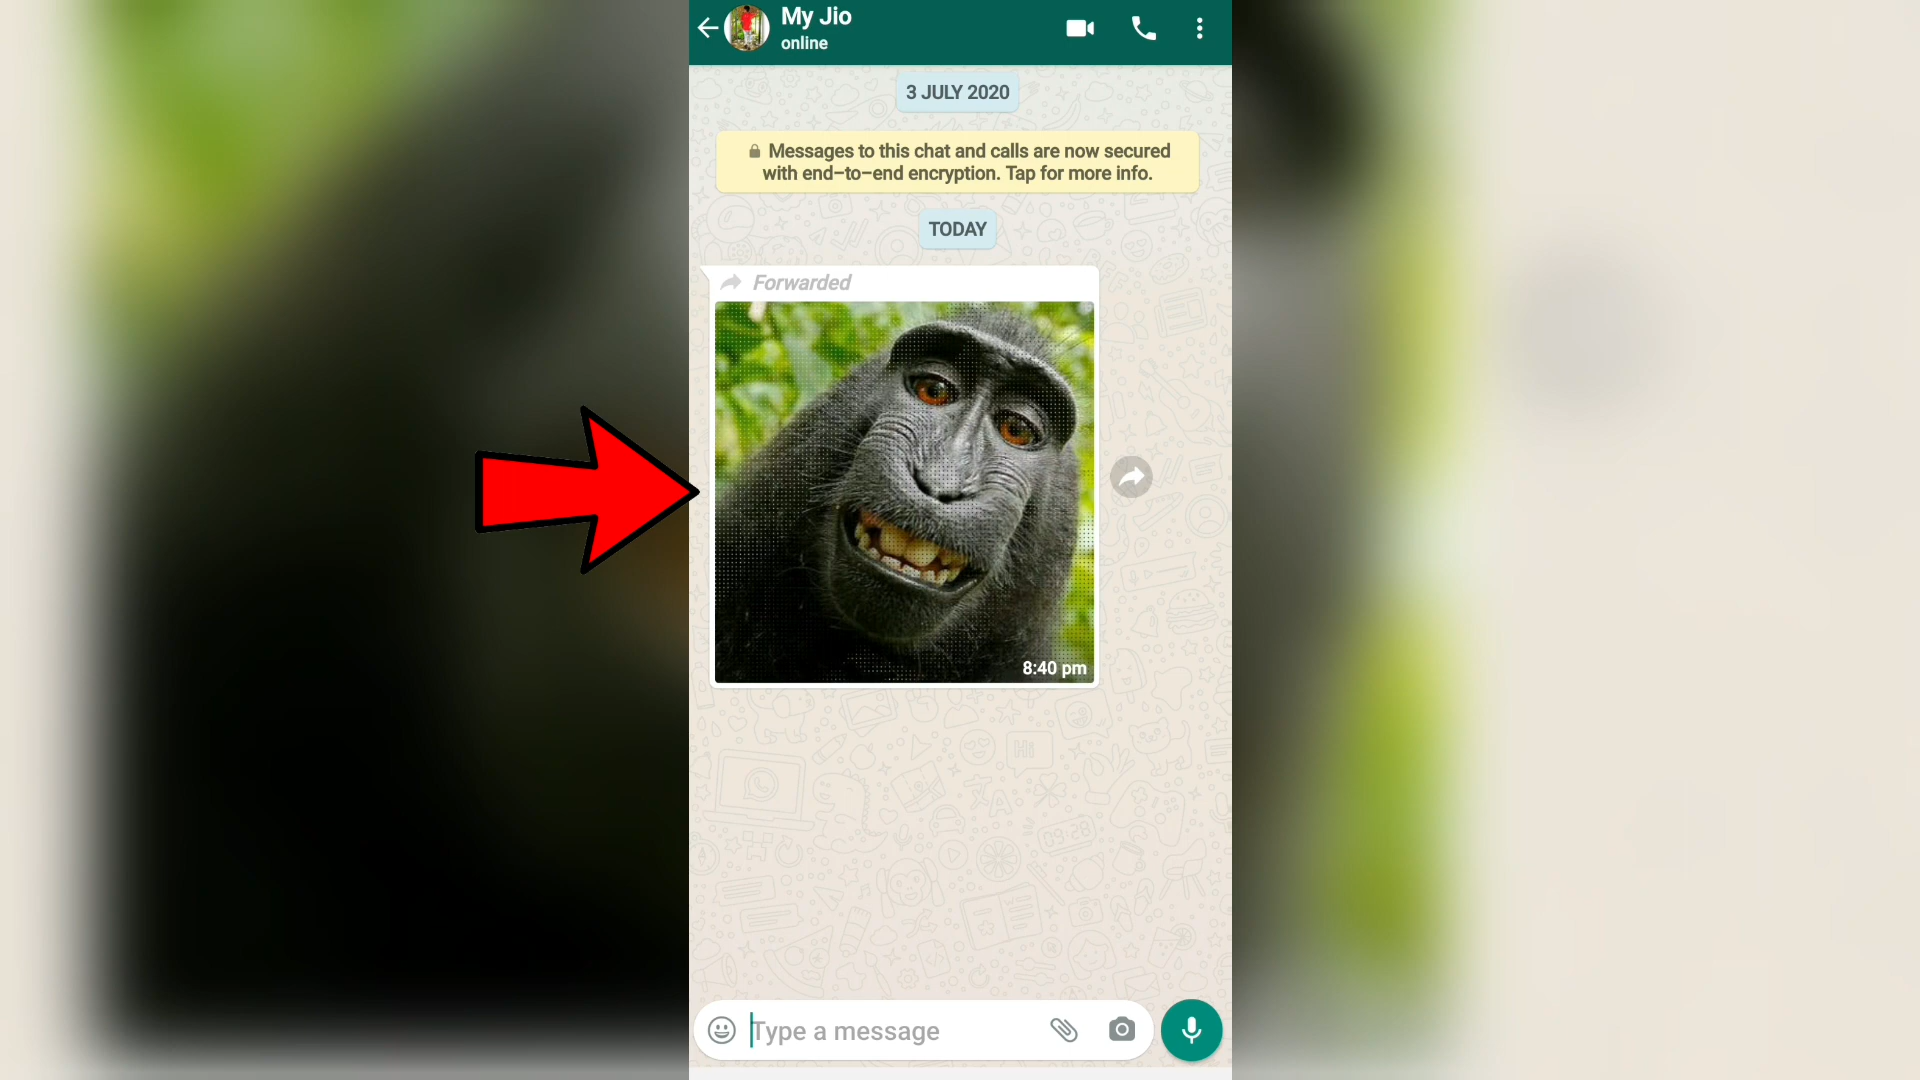 My Jio
online
3 JULY 2020
Messages to this chat and calls are now secured
with end-to-end encryption. Tap for more info.
TODAY
Forwarded
8:40 pm
Type a message